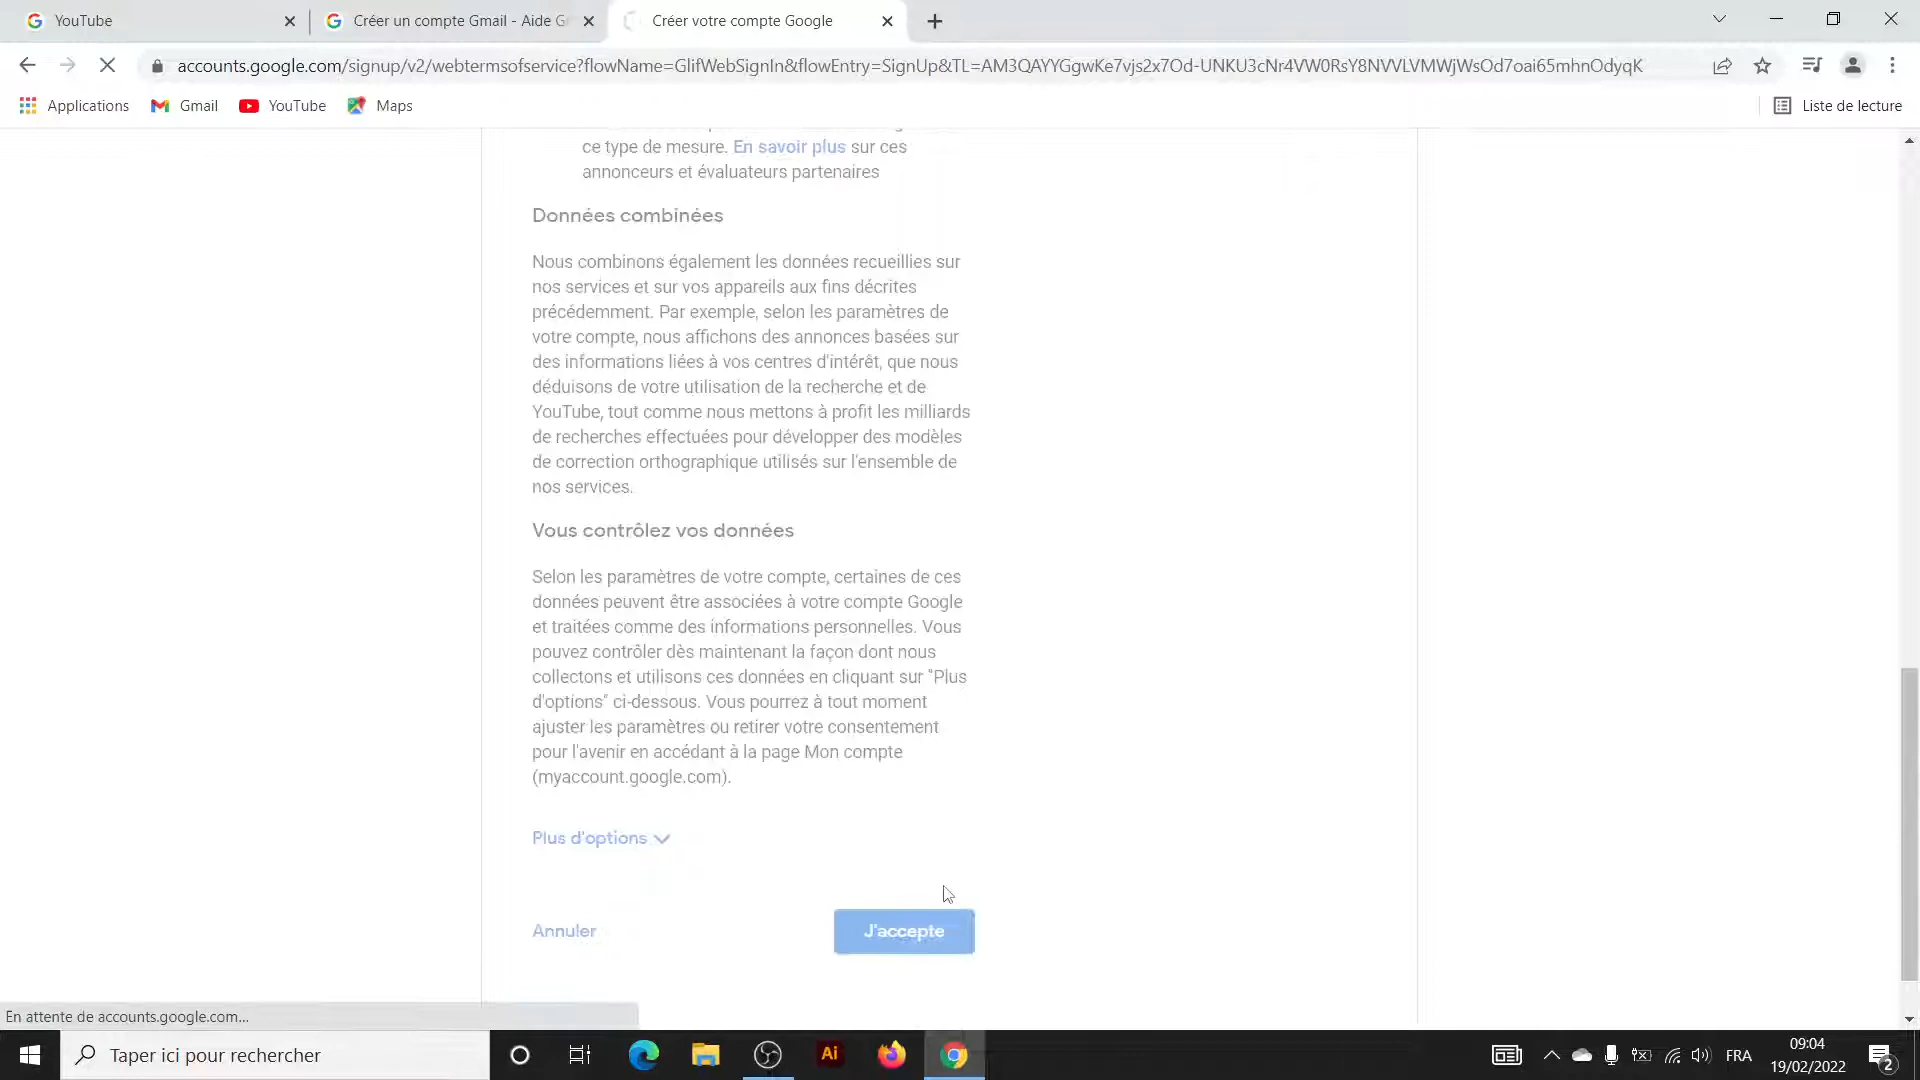 YouTube
Créer un compte Gmail - Aide G
Créer votre compte Google
accounts.google.com/signup/v2/webtermsofservice?flowName=GlifWebSignIn&flowEntry=SignUp&TL=AM3QAYYGgwKe7vjs2x7Od-UNKU3cNr4VW0RsY8NVVLVMWjWsOd7oai65mhnOdyqK
Applications
Gmail
YouTube
Maps
Liste de lecture
ce type de mesure. En savoir plus sur ces
annonceurs et évaluateurs partenaires
Données combinées
Nous combinons également les données recueillies sur
nos services et sur vos appareils aux fins décrites
précédemment. Par exemple, selon les paramètres de
votre compte, nous affichons des annonces basées sur
des informations liées à vos centres d'intérêt, que nous
déduisons de votre utilisation de la recherche et de
YouTube, tout comme nous mettons à profit les milliards
de recherches effectuées pour développer des modèles
de correction orthographique utilisés sur l'ensemble de
nos services.
Vous contrôlez vos données
Selon les paramètres de votre compte, certaines de ces
données peuvent être associées à votre compte Google
et traitées comme des informations personnelles. Vous
pouvez contrôler dès maintenant la façon dont nous
collectons et utilisons ces données en cliquant sur "Plus
d'options" ci-dessous. Vous pourrez à tout moment
ajuster les paramètres ou retirer votre consentement
pour l'avenir en accédant à la page Mon compte
(myaccount.google.com).
Plus d'options
Annuler
J'accepte
En attente de accounts.google.com...
Taper ici pour rechercher
Ai
FRA
09:04
19/02/2022
2